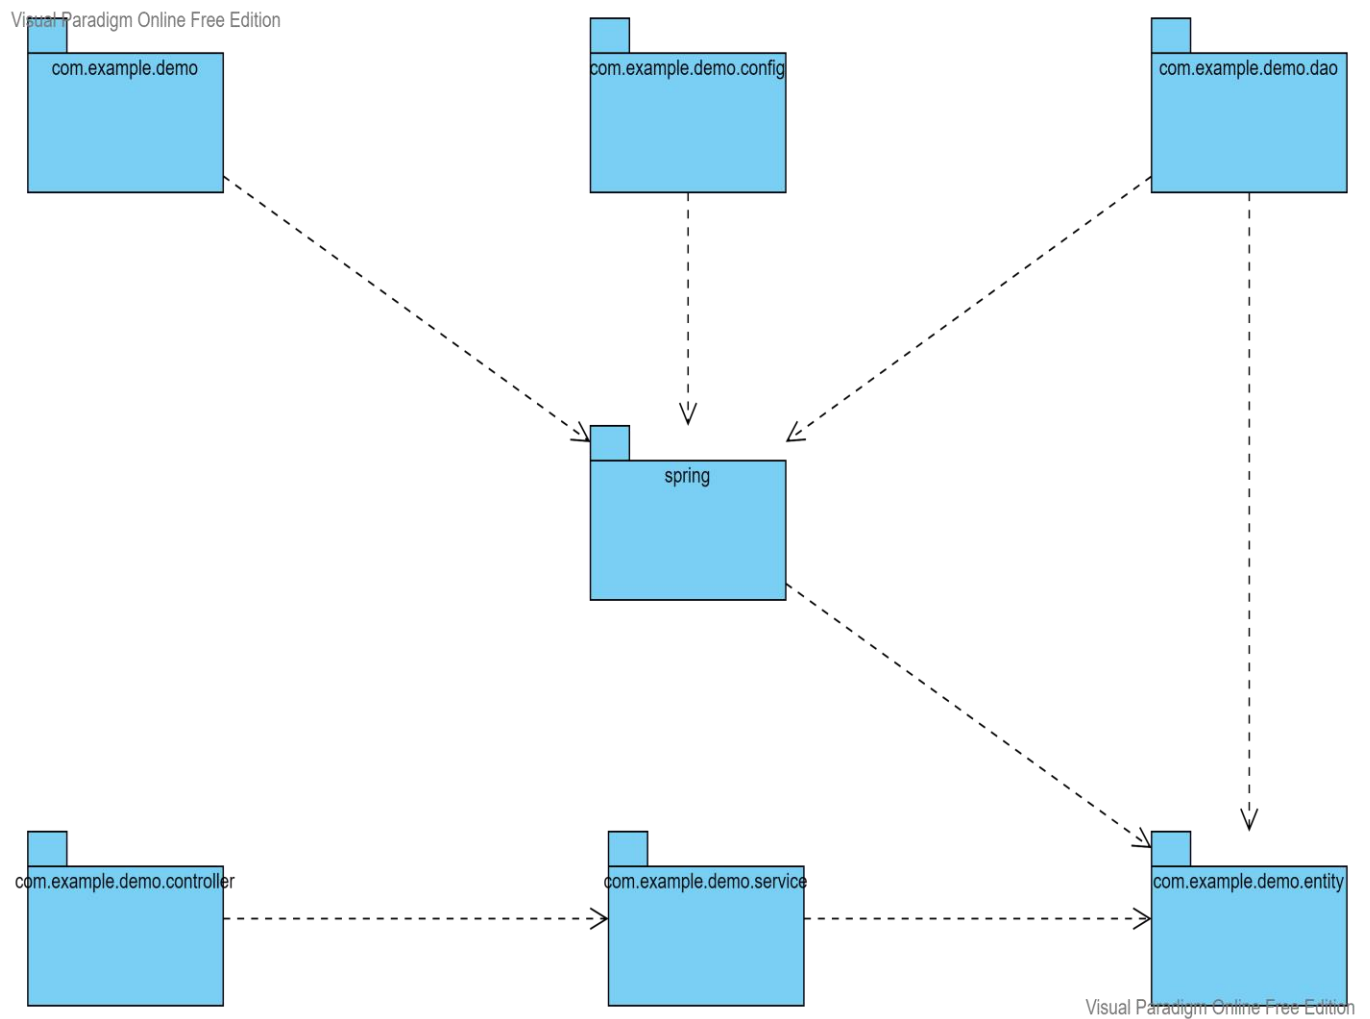 Visual Paradigm Online Free Edition
com.example.demo
com.example.demo.config
com.example.demo.dao
spring
com.example.demo.controller
com.example.demo.service
com.example.demo.entity
Visual Paradigm Online Free Edition